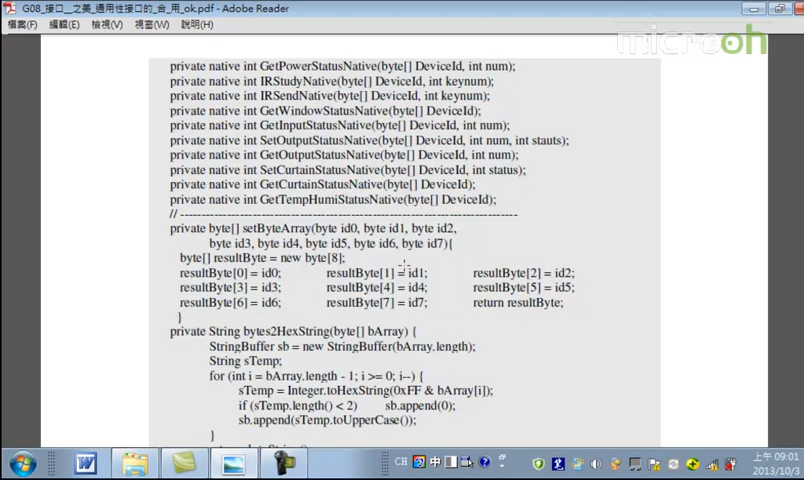 G08_接口__之美_通用性接口的_合_用_ok.pdf - Adobe Reader
檔案(F) 編輯(E) 檢視(V) 視窗(W) 說明(H)
microoh
private native int GetPowerStatusNative(byte[] DeviceId, int num);
private native int IRStudyNative(byte[] DeviceId, int keynum);
private native int IRSendNative(byte[] DeviceId, int keynum);
private native int GetWindowStatusNative(byte[] DeviceId);
private native int GetInputStatusNative(byte[] DeviceId, int num);
private native int SetOutputStatusNative(byte[] DeviceId, int num, int stauts);
private native int GetOutputStatusNative(byte[] DeviceId, int num);
private native int SetCurtainStatusNative(byte[] DeviceId, int status);
private native int GetCurtainStatusNative(byte[] DeviceId);
private native int GetTempHumiStatusNative(byte[] DeviceId);
// ----------------------------------------------------------------------
private byte[] setByteArray(byte id0, byte id1, byte id2,
byte id3, byte id4, byte id5, byte id6, byte id7){
byte[] resultByte = new byte[8];
resultByte[0] = id0; resultByte[1] = id1; resultByte[2] = id2;
resultByte[3] = id3; resultByte[4] = id4; resultByte[5] = id5;
resultByte[6] = id6; resultByte[7] = id7; return resultByte;
}
private String bytes2HexString(byte[] bArray) {
StringBuffer sb = new StringBuffer(bArray.length);
String sTemp;
for (int i = bArray.length - 1; i >= 0; i--) {
sTemp = Integer.toHexString(0xFF & bArray[i]);
if (sTemp.length() < 2) sb.append(0);
sb.append(sTemp.toUpperCase());
}
CH 中
上午 09:01
2013/10/3